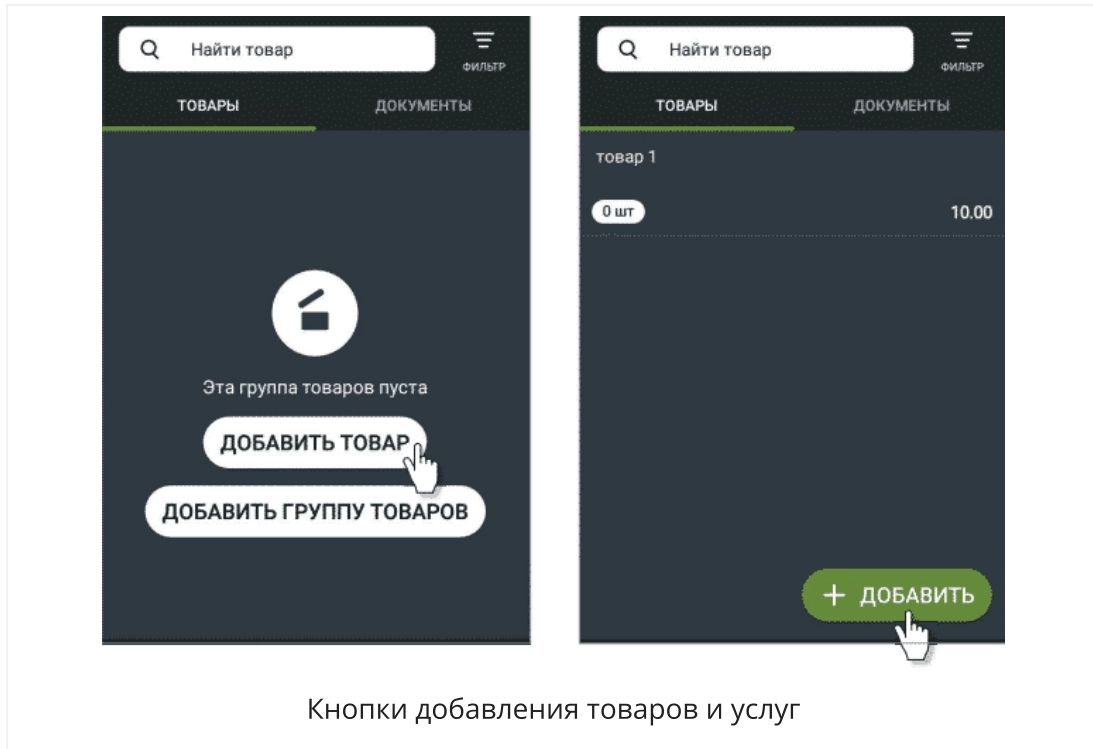 Найти товар
ФИЛЬТР
ТОВАРЫ
ДОКУМЕНТЫ
Эта группа товаров пуста
ДОБАВИТЬ ТОВАР
ДОБАВИТЬ ГРУППУ ТОВАРОВ
Найти товар
ФИЛЬТР
ТОВАРЫ
ДОКУМЕНТЫ
товар 1
0 шт
10.00
+ ДОБАВИТЬ
Кнопки добавления товаров и услуг